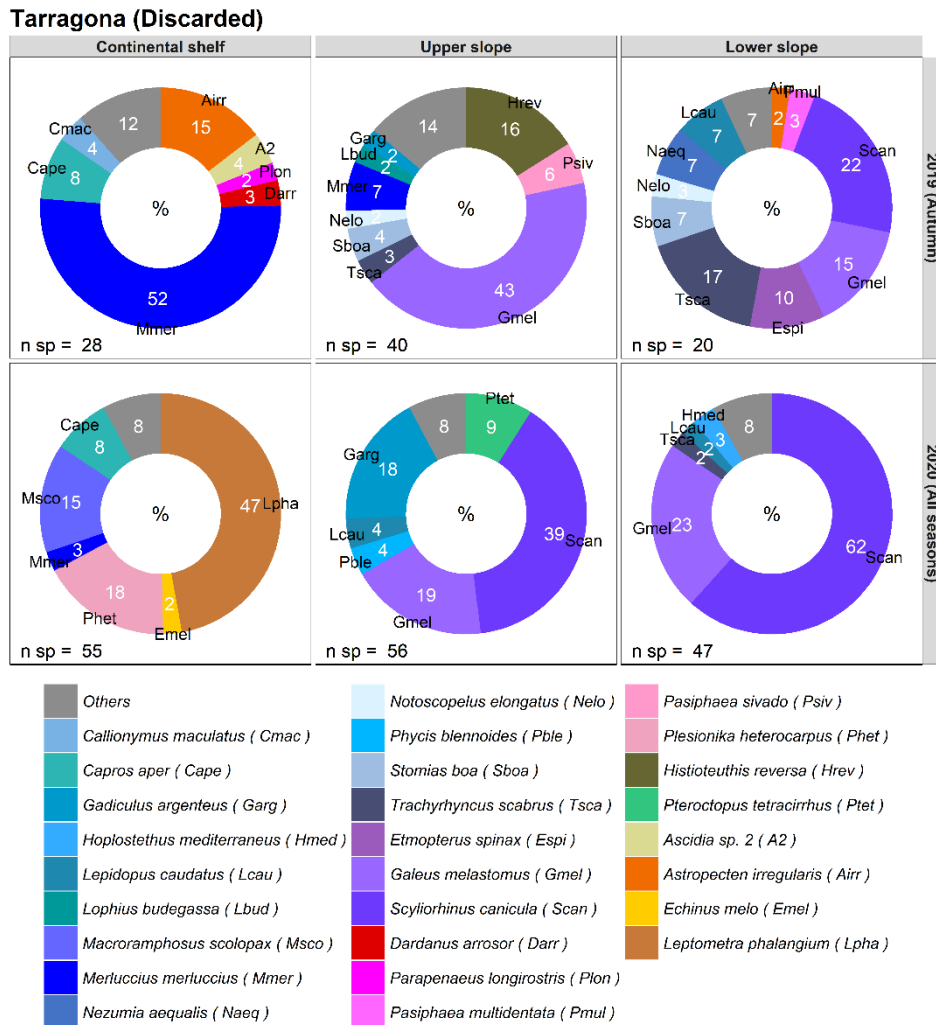 Tarragona (Discarded)
Continental shelf
Upper slope
Lower slope
2019 (Autumn)
12
Airr
15
A2
4
Plon
2
Darr
3
Cmac
4
Cape
8
52
Mmer
%
n sp = 28
14
Hrev
16
Psiv
6
Garg
2
Lbud
2
Mmer
7
Nelo
2
Sboa
4
Tsca
3
43
Gmel
%
n sp = 40
7
Airr
2
Pmul
3
Scan
22
Lcau
7
Naeq
7
Nelo
3
Sboa
7
17
Tsca
10
Espi
15
Gmel
%
n sp = 20
2020 (All seasons)
8
Cape
8
Msco
15
Mmer
3
18
Phet
2
Emel
47
Lpha
%
n sp = 55
8
Ptet
9
Garg
18
Lcau
4
Pble
4
19
Gmel
39
Scan
%
n sp = 56
8
Hmed
3
Lcau
2
Tsca
2
Gmel
23
62
Scan
%
n sp = 47
Others
Callionymus maculatus ( Cmac )
Capros aper ( Cape )
Gadiculus argenteus ( Garg )
Hoplostethus mediterraneus ( Hmed )
Lepidopus caudatus ( Lcau )
Lophius budegassa ( Lbud )
Macroramphosus scolopax ( Msco )
Merluccius merluccius ( Mmer )
Nezumia aequalis ( Naeq )
Notoscopelus elongatus ( Nelo )
Phycis blennoides ( Pble )
Stomias boa ( Sboa )
Trachyrhyncus scabrus ( Tsca )
Etmopterus spinax ( Espi )
Galeus melastomus ( Gmel )
Scyliorhinus canicula ( Scan )
Dardanus arrosor ( Darr )
Parapenaeus longirostris ( Plon )
Pasiphaea multidentata ( Pmul )
Pasiphaea sivado ( Psiv )
Plesionika heterocarpus ( Phet )
Histioteuthis reversa ( Hrev )
Pteroctopus tetracirrhus ( Ptet )
Ascidia sp. 2 ( A2 )
Astropecten irregularis ( Airr )
Echinus melo ( Emel )
Leptometra phalangium ( Lpha )